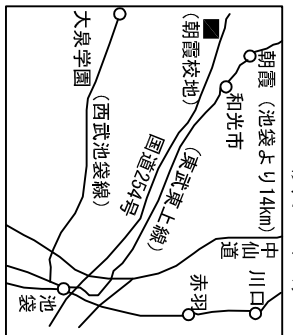 朝霞(池袋より14km)
朝霞校地
和光市
大泉学園
(西武池袋線)
国道254号
(東武東上線)
中仙道
川口
赤羽
池袋